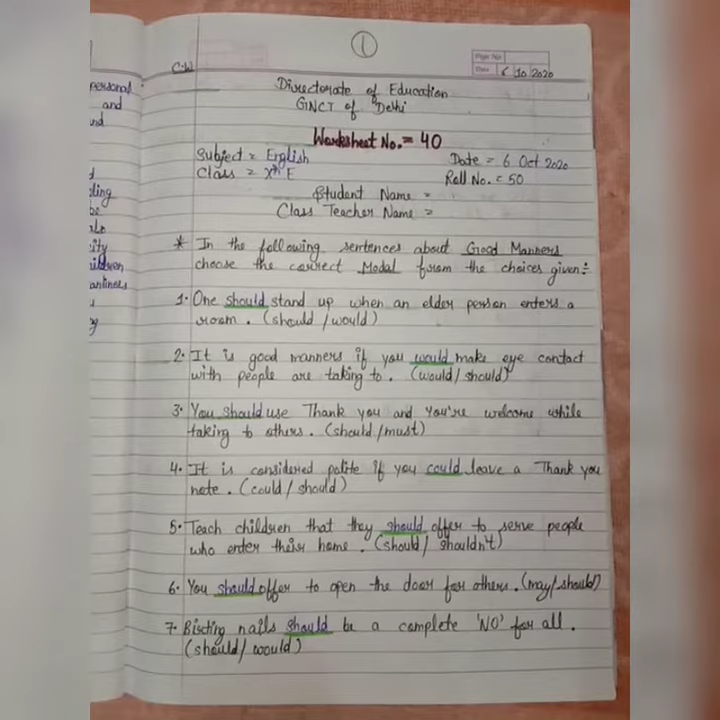 1
C.W
Page No
Date 6 10 2020
Directorate of Education
GNCT of Delhi
Worksheet No. = 40
Subject = English
Date = 6 Oct 2020
Class = Xth E
Roll No. = 50
Student Name =
Class Teacher Name =
* In the following sentences about Good Manners
choose the correct Modal from the choices given:-
1. One should stand up when an elder person enters a
room. (should / would)
2. It is good manners if you would make eye contact
with people are taking to. (would / should)
3. You should use Thank you and You're welcome while
taking to others. (should / must)
4. It is considered polite if you could leave a Thank you
note. (could / should)
5. Teach children that they should offer to serve people
who enter their home. (should / shouldn't)
6. You should offer to open the door for others. (may/should)
7. Biscting nails should be a complete 'NO' for all.
(should / would)
personal
and